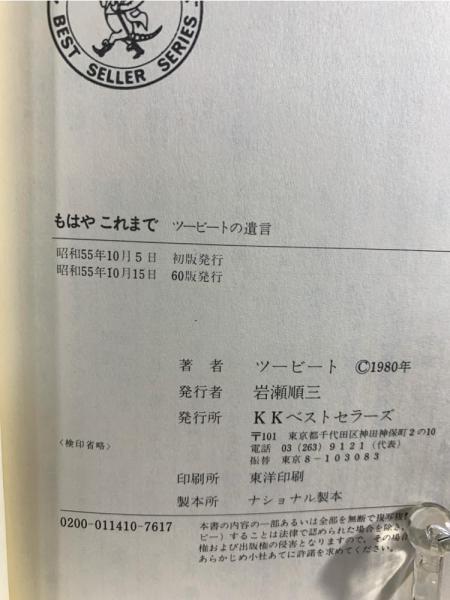 BEST SELLER SERIES
もはや これまで ツービートの遺言
昭和55年10月5日 初版発行
昭和55年10月15日 60版発行
著者 ツービート ©1980年
発行者 岩瀬順三
発行所 KKベストセラーズ
〒101 東京都千代田区神田神保町2の10
電話 03(263)9121(代表)
振替 東京8-103083
〈検印省略〉
印刷所 東洋印刷
製本所 ナショナル製本
0200-011410-7617
本書の内容の一部あるいは全部を無断で複写複
ピー)することは法律で認められた場合を除き、
権および出版権の侵害となりますので、その場合
あらかじめ小社あてに許諾を求めてください。